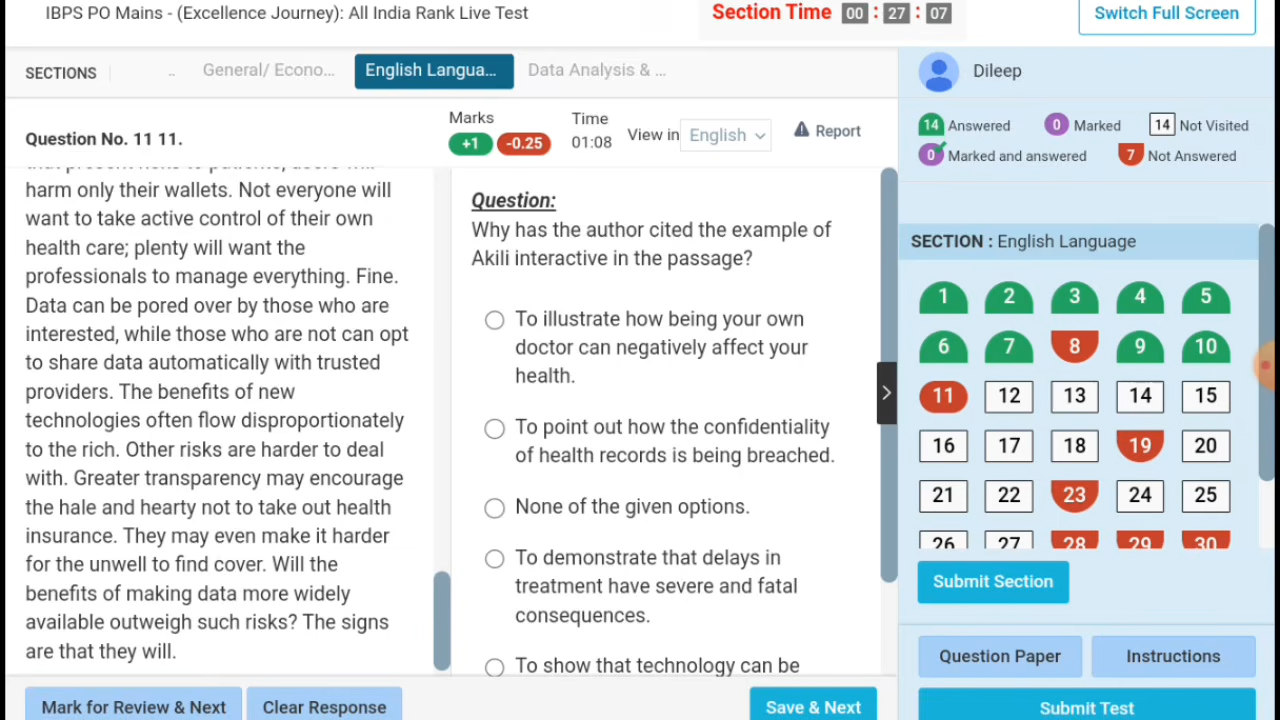 IBPS PO Mains - (Excellence Journey): All India Rank Live Test
Section Time 00 : 27 : 07
Switch Full Screen
SECTIONS
..
General/ Econo...
English Langua...
Data Analysis & ...
Dileep
Question No. 11 11.
Marks
+1 -0.25
Time
01:08
View in English
Report
14 Answered
0 Marked
14 Not Visited
0 Marked and answered
7 Not Answered
that present risks to patients, users will
harm only their wallets. Not everyone will
want to take active control of their own
health care; plenty will want the
professionals to manage everything. Fine.
Data can be pored over by those who are
interested, while those who are not can opt
to share data automatically with trusted
providers. The benefits of new
technologies often flow disproportionately
to the rich. Other risks are harder to deal
with. Greater transparency may encourage
the hale and hearty not to take out health
insurance. They may even make it harder
for the unwell to find cover. Will the
benefits of making data more widely
available outweigh such risks? The signs
are that they will.
Question:
Why has the author cited the example of
Akili interactive in the passage?
To illustrate how being your own
doctor can negatively affect your
health.
To point out how the confidentiality
of health records is being breached.
None of the given options.
To demonstrate that delays in
treatment have severe and fatal
consequences.
To show that technology can be
SECTION : English Language
1 2 3 4 5
6 7 8 9 10
11 12 13 14 15
16 17 18 19 20
21 22 23 24 25
26 27 28 29 30
Submit Section
Question Paper
Instructions
Mark for Review & Next
Clear Response
Save & Next
Submit Test